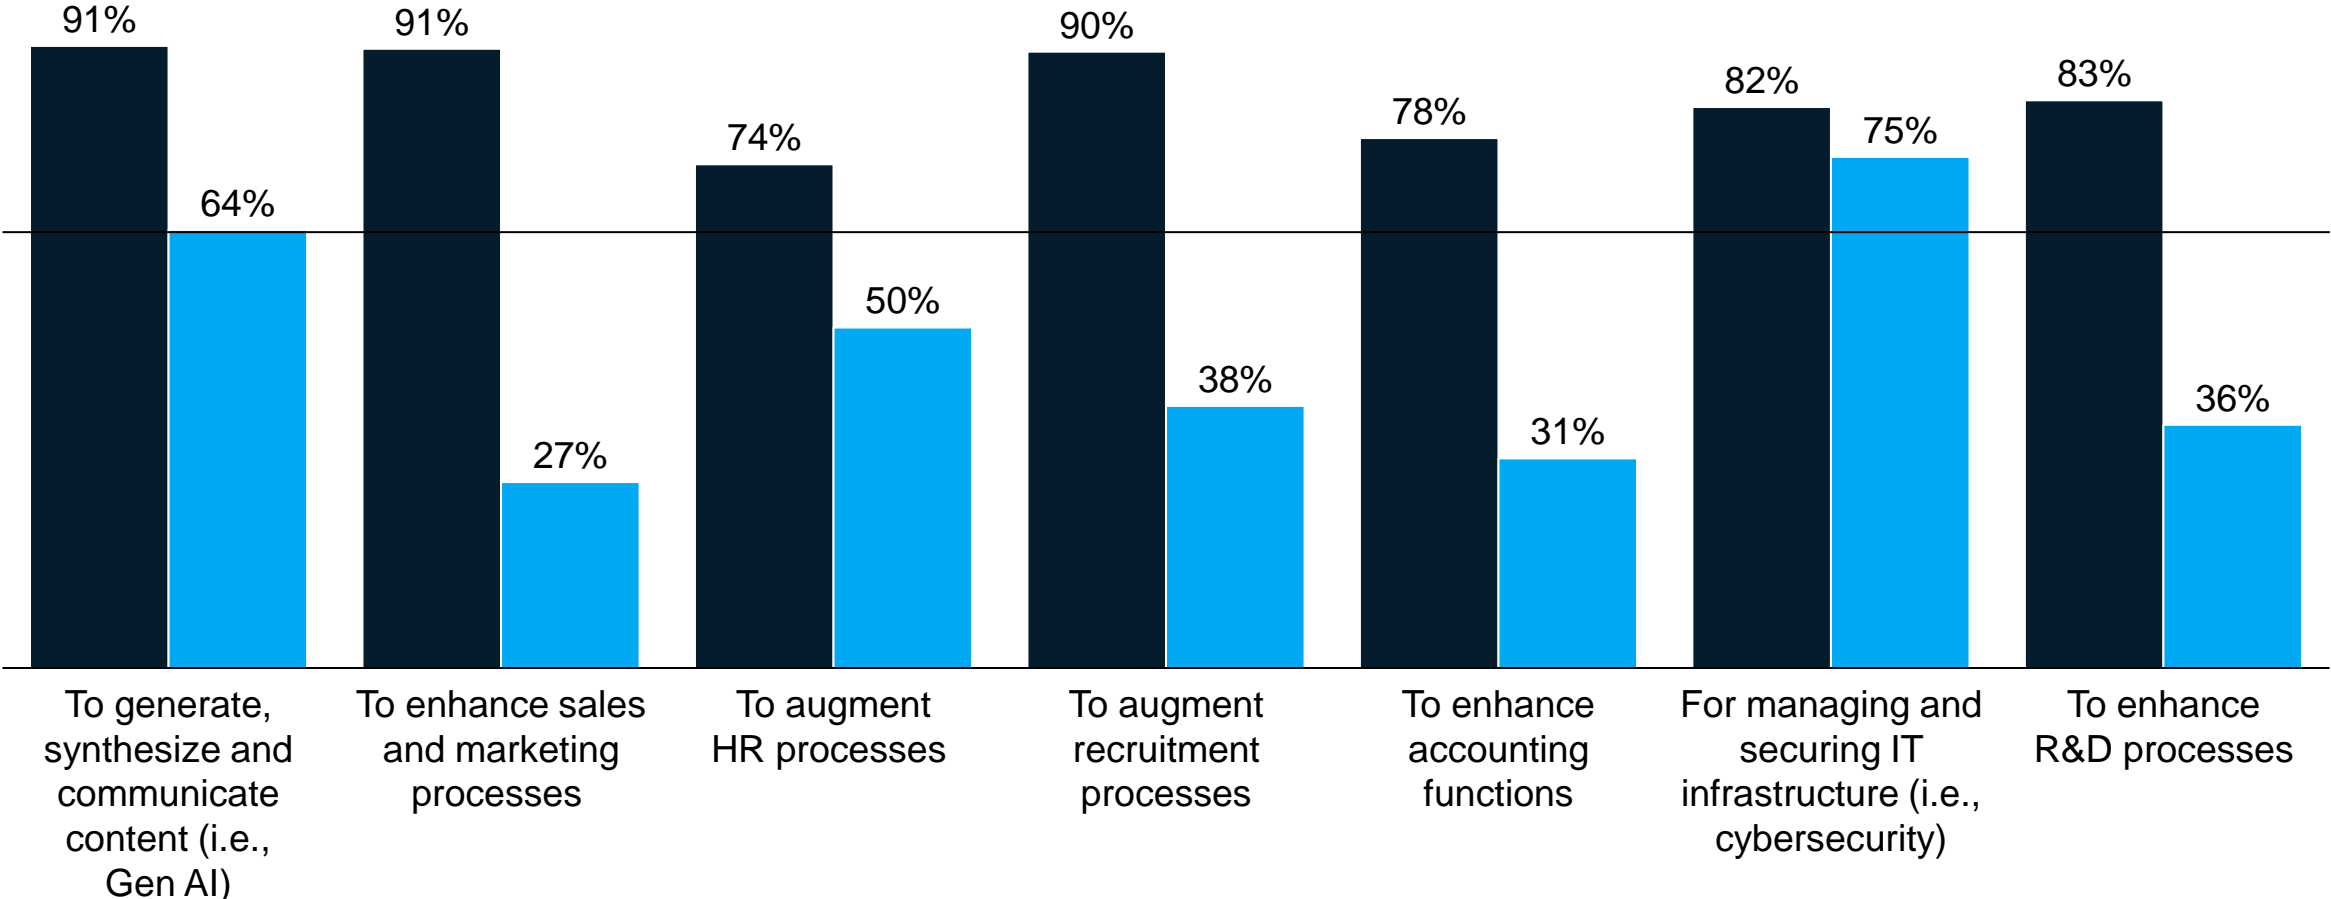 91%
91%
90%
83%
82%
78%
75%
74%
64%
50%
38%
36%
31%
27%
To generate,
synthesize and
communicate
content (i.e.,
Gen AI)
To enhance sales
and marketing
processes
To augment
HR processes
To augment
recruitment
processes
To enhance
accounting
functions
For managing and
securing IT
infrastructure (i.e.,
cybersecurity)
To enhance
R&D processes